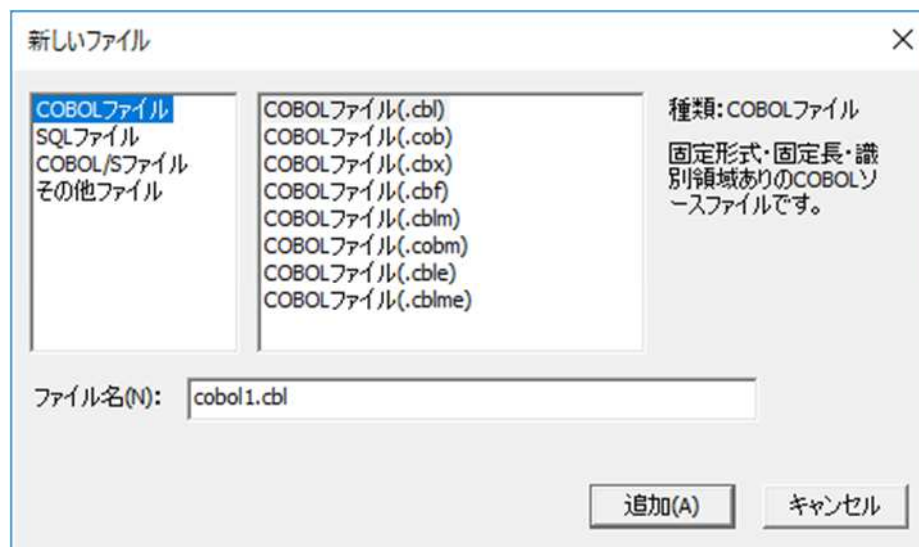 新しいファイル
COBOLファイル
SQLファイル
COBOL/Sファイル
その他ファイル
COBOLファイル(.cbl)
COBOLファイル(.cob)
COBOLファイル(.cbx)
COBOLファイル(.cbf)
COBOLファイル(.cblm)
COBOLファイル(.cobm)
COBOLファイル(.cble)
COBOLファイル(.cblme)
種類:COBOLファイル
固定形式・固定長・識
別領域ありのCOBOLソ
ースファイルです。
ファイル名(N):
cobol1.cbl
追加(A)
キャンセル